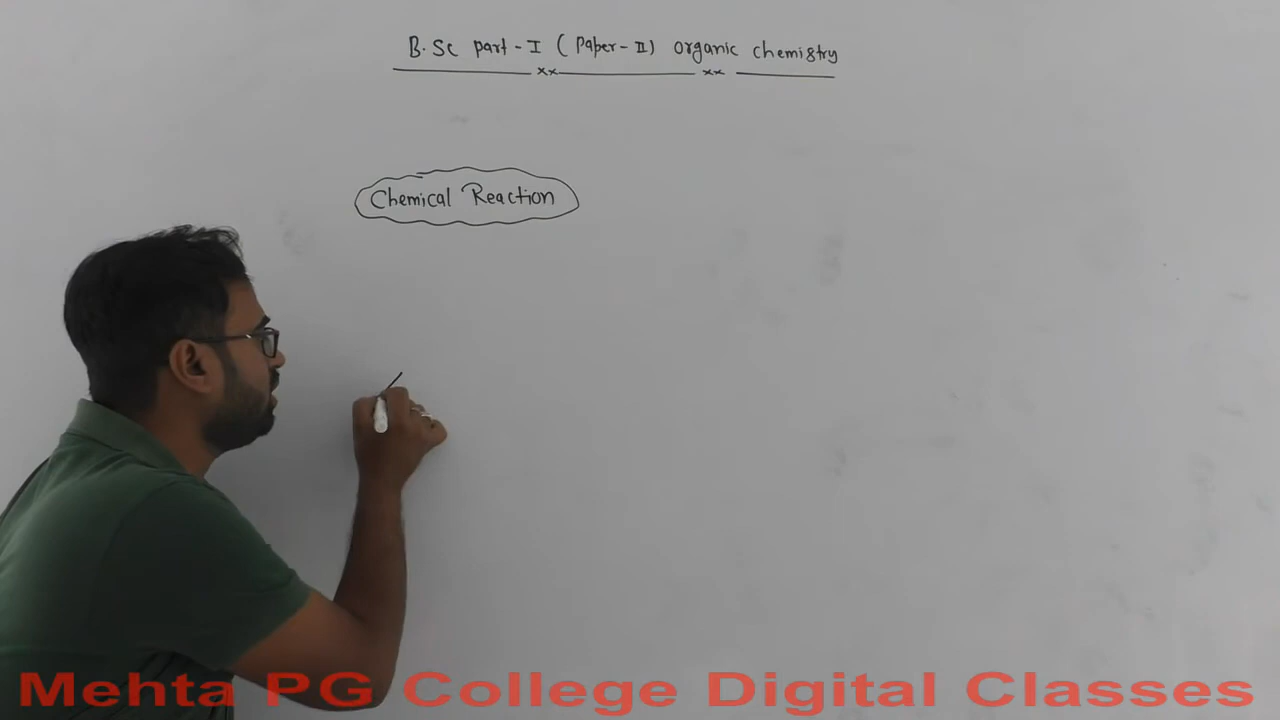 B.Sc part-I (Paper-II) organic chemistry
Chemical Reaction
Mehta PG College Digital Classes